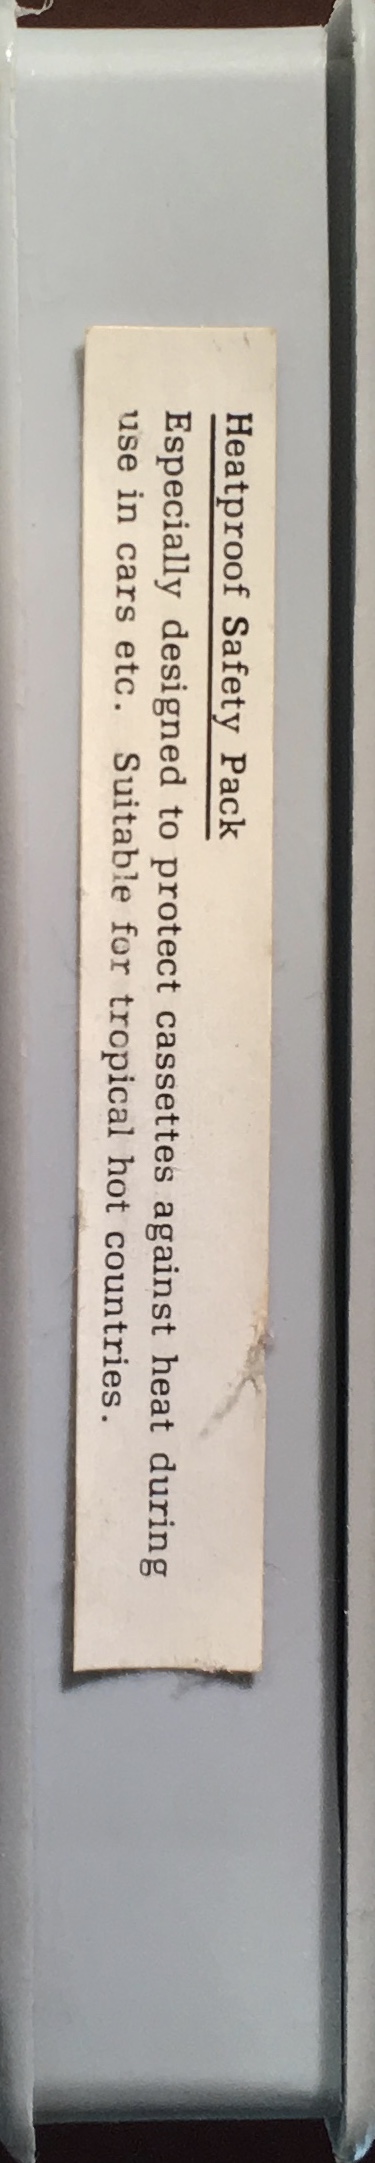 Heatproof Safety Pack
Especially designed to protect cassettes against heat during
use in cars etc.  Suitable for tropical hot countries.